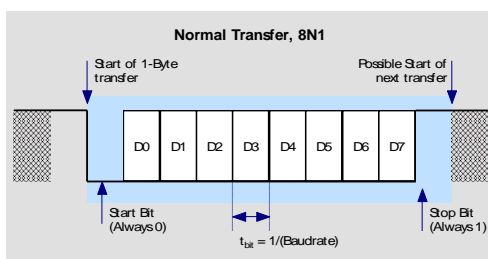 Normal Transfer, 8N1
Start of 1-Byte
transfer
Possible Start of
next transfer
D0 D1 D2 D3 D4 D5 D6 D7
Start Bit
(Always 0)
Stop Bit
(Always 1)
tbit = 1/(Baudrate)